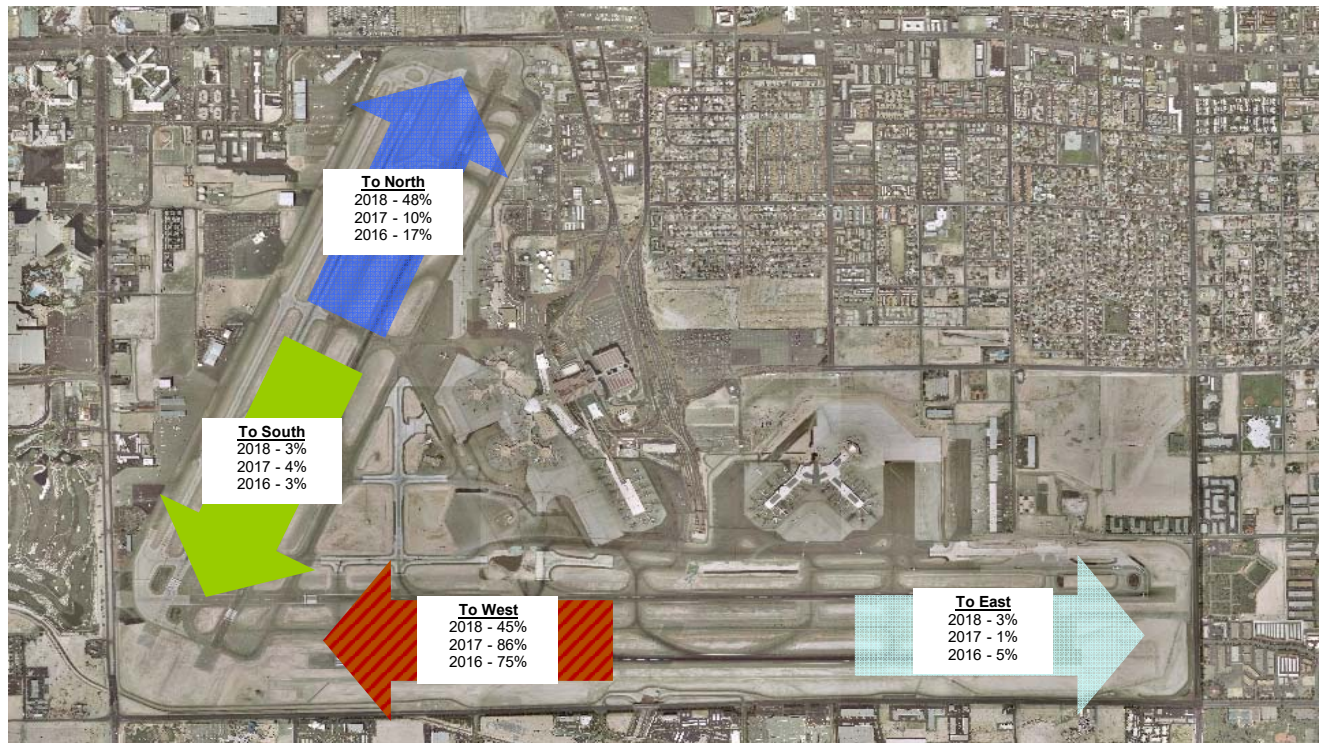 To North
2018 - 48%
2017 - 10%
2016 - 17%
To South
2018 - 3%
2017 - 4%
2016 - 3%
To West
2018 - 45%
2017 - 86%
2016 - 75%
To East
2018 - 3%
2017 - 1%
2016 - 5%